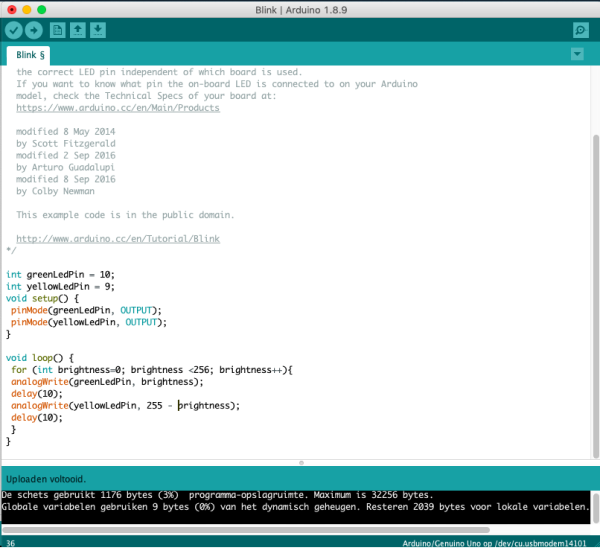 Blink | Arduino 1.8.9
Blink §
the correct LED pin independent of which board is used.
If you want to know what pin the on-board LED is connected to on your Arduino
model, check the Technical Specs of your board at:
https://www.arduino.cc/en/Main/Products
modified 8 May 2014
by Scott Fitzgerald
modified 2 Sep 2016
by Arturo Guadalupi
modified 8 Sep 2016
by Colby Newman
This example code is in the public domain.
http://www.arduino.cc/en/Tutorial/Blink
*/
int greenLedPin = 10;
int yellowLedPin = 9;
void setup() {
pinMode(greenLedPin, OUTPUT);
pinMode(yellowLedPin, OUTPUT);
}
void loop() {
for (int brightness=0; brightness <256; brightness++){
analogWrite(greenLedPin, brightness);
delay(10);
analogWrite(yellowLedPin, 255 - brightness);
delay(10);
}
}
Uploaden voltooid.
De schets gebruikt 1176 bytes (3%) programma-opslagruimte. Maximum is 32256 bytes.
Globale variabelen gebruiken 9 bytes (0%) van het dynamisch geheugen. Resteren 2039 bytes voor lokale variabelen.
36
Arduino/Genuino Uno op /dev/cu.usbmodem14101